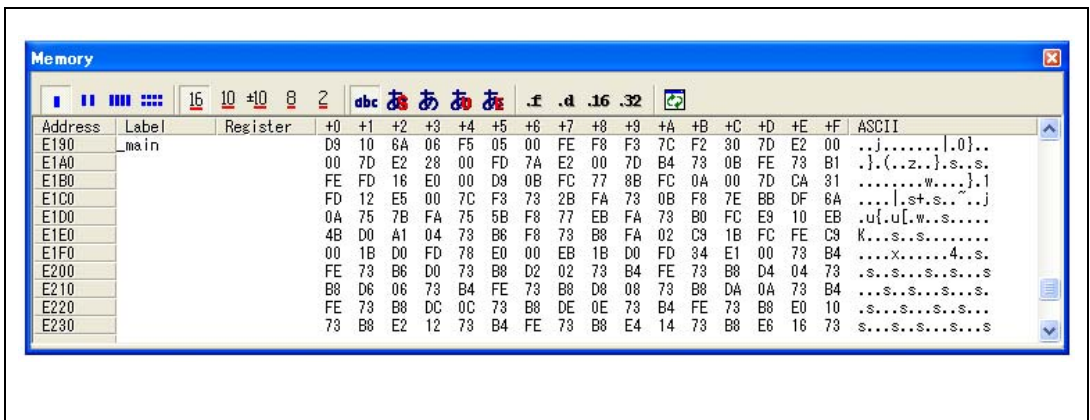 Memory
16 10 ±10 8 2 abc あS あ あU あE .f .d .16 .32
Address Label Register +0 +1 +2 +3 +4 +5 +6 +7 +8 +9 +A +B +C +D +E +F ASCII
E190 _main D9 10 6A 06 F5 05 00 FE F8 F3 7C F2 30 7D E2 00 ..j.......|.0}..
E1A0 00 7D E2 28 00 FD 7A E2 00 7D B4 73 0B FE 73 B1 .}.(..z..}.s..s.
E1B0 FE FD 16 E0 00 D9 0B FC 77 8B FC 0A 00 7D CA 31 ........w....}.1
E1C0 FD 12 E5 00 7C F3 73 2B FA 73 0B F8 7E BB DF 6A ....|.s+.s..~..j
E1D0 0A 75 7B FA 75 5B F8 77 EB FA 73 B0 FC E9 10 EB .u{.u[.w..s.....
E1E0 4B D0 A1 04 73 B6 F8 73 B8 FA 02 C9 1B FC FE C9 K...s..s........
E1F0 00 1B D0 FD 78 E0 00 EB 1B D0 FD 34 E1 00 73 B4 ....x......4..s.
E200 FE 73 B6 D0 73 B8 D2 02 73 B4 FE 73 B8 D4 04 73 .s..s...s..s...s
E210 B8 D6 06 73 B4 FE 73 B8 D8 08 73 B8 DA 0A 73 B4 ...s..s...s...s.
E220 FE 73 B8 DC 0C 73 B8 DE 0E 73 B4 FE 73 B8 E0 10 .s...s...s..s...
E230 73 B8 E2 12 73 B4 FE 73 B8 E4 14 73 B8 E6 16 73 s...s..s...s...s